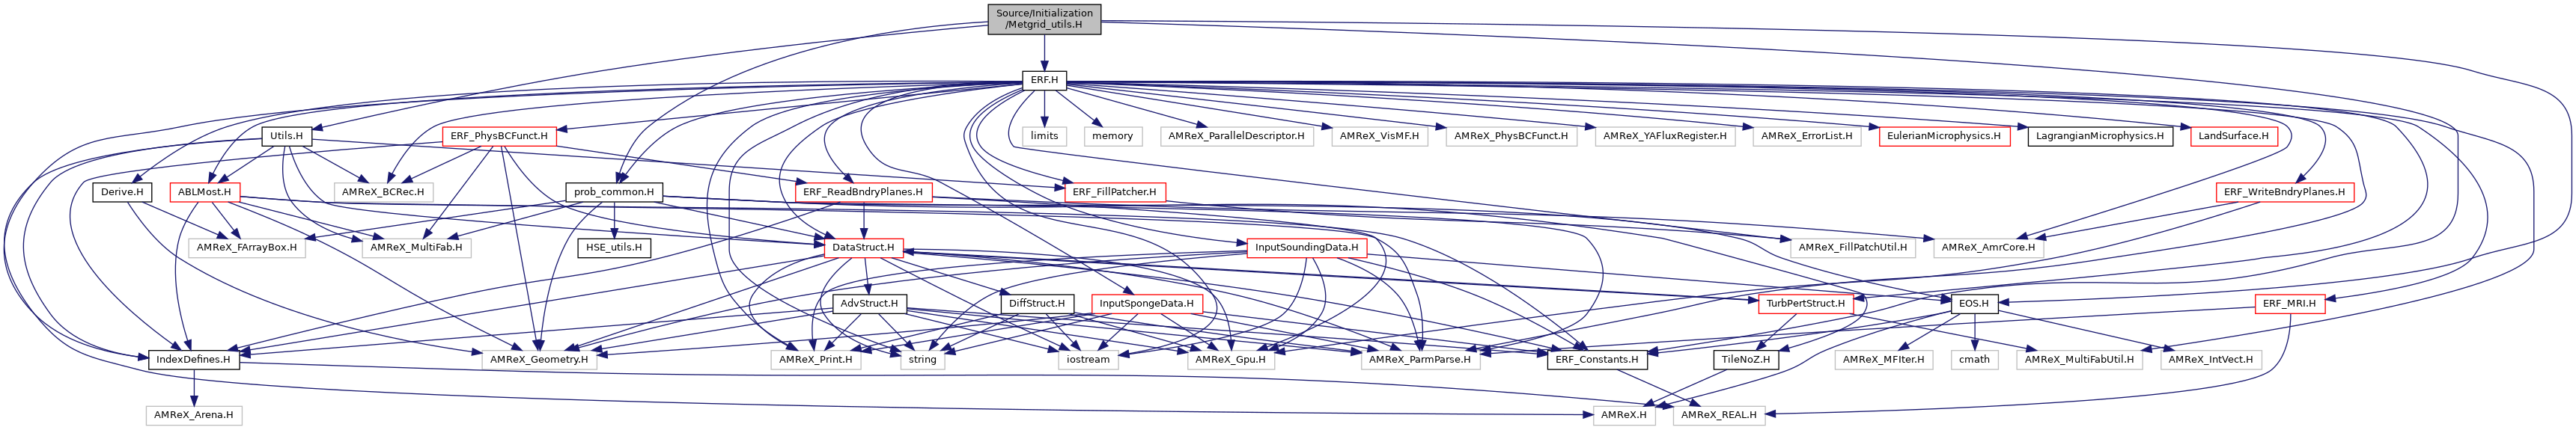 Source/Initialization
/Metgrid_utils.H
ERF.H
Utils.H
ERF_PhysBCFunct.H
limits
memory
AMReX_ParallelDescriptor.H
AMReX_VisMF.H
AMReX_PhysBCFunct.H
AMReX_YAFluxRegister.H
AMReX_ErrorList.H
EulerianMicrophysics.H
LagrangianMicrophysics.H
LandSurface.H
Derive.H
ABLMost.H
AMReX_BCRec.H
prob_common.H
ERF_ReadBndryPlanes.H
ERF_FillPatcher.H
ERF_WriteBndryPlanes.H
AMReX_FArrayBox.H
AMReX_MultiFab.H
HSE_utils.H
DataStruct.H
InputSoundingData.H
AMReX_FillPatchUtil.H
AMReX_AmrCore.H
AdvStruct.H
DiffStruct.H
InputSpongeData.H
TurbPertStruct.H
EOS.H
ERF_MRI.H
IndexDefines.H
AMReX_Geometry.H
AMReX_Print.H
string
iostream
AMReX_Gpu.H
AMReX_ParmParse.H
ERF_Constants.H
TileNoZ.H
AMReX_MFIter.H
cmath
AMReX_MultiFabUtil.H
AMReX_IntVect.H
AMReX_Arena.H
AMReX.H
AMReX_REAL.H